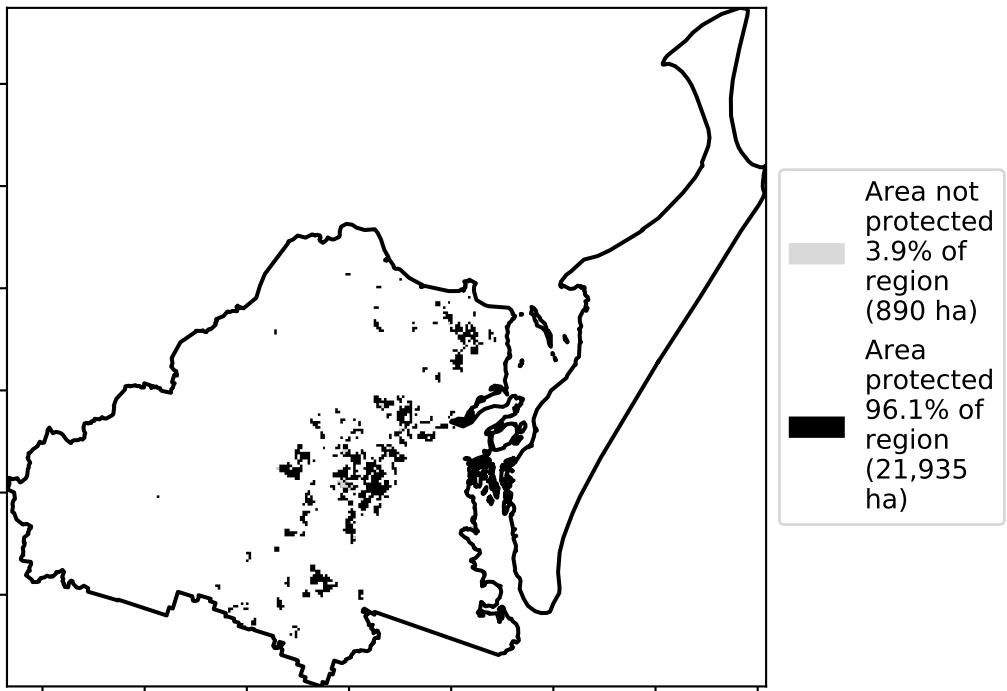 Area not
protected
3.9% of
region
(890 ha)
Area
protected
96.1% of
region
(21,935
ha)